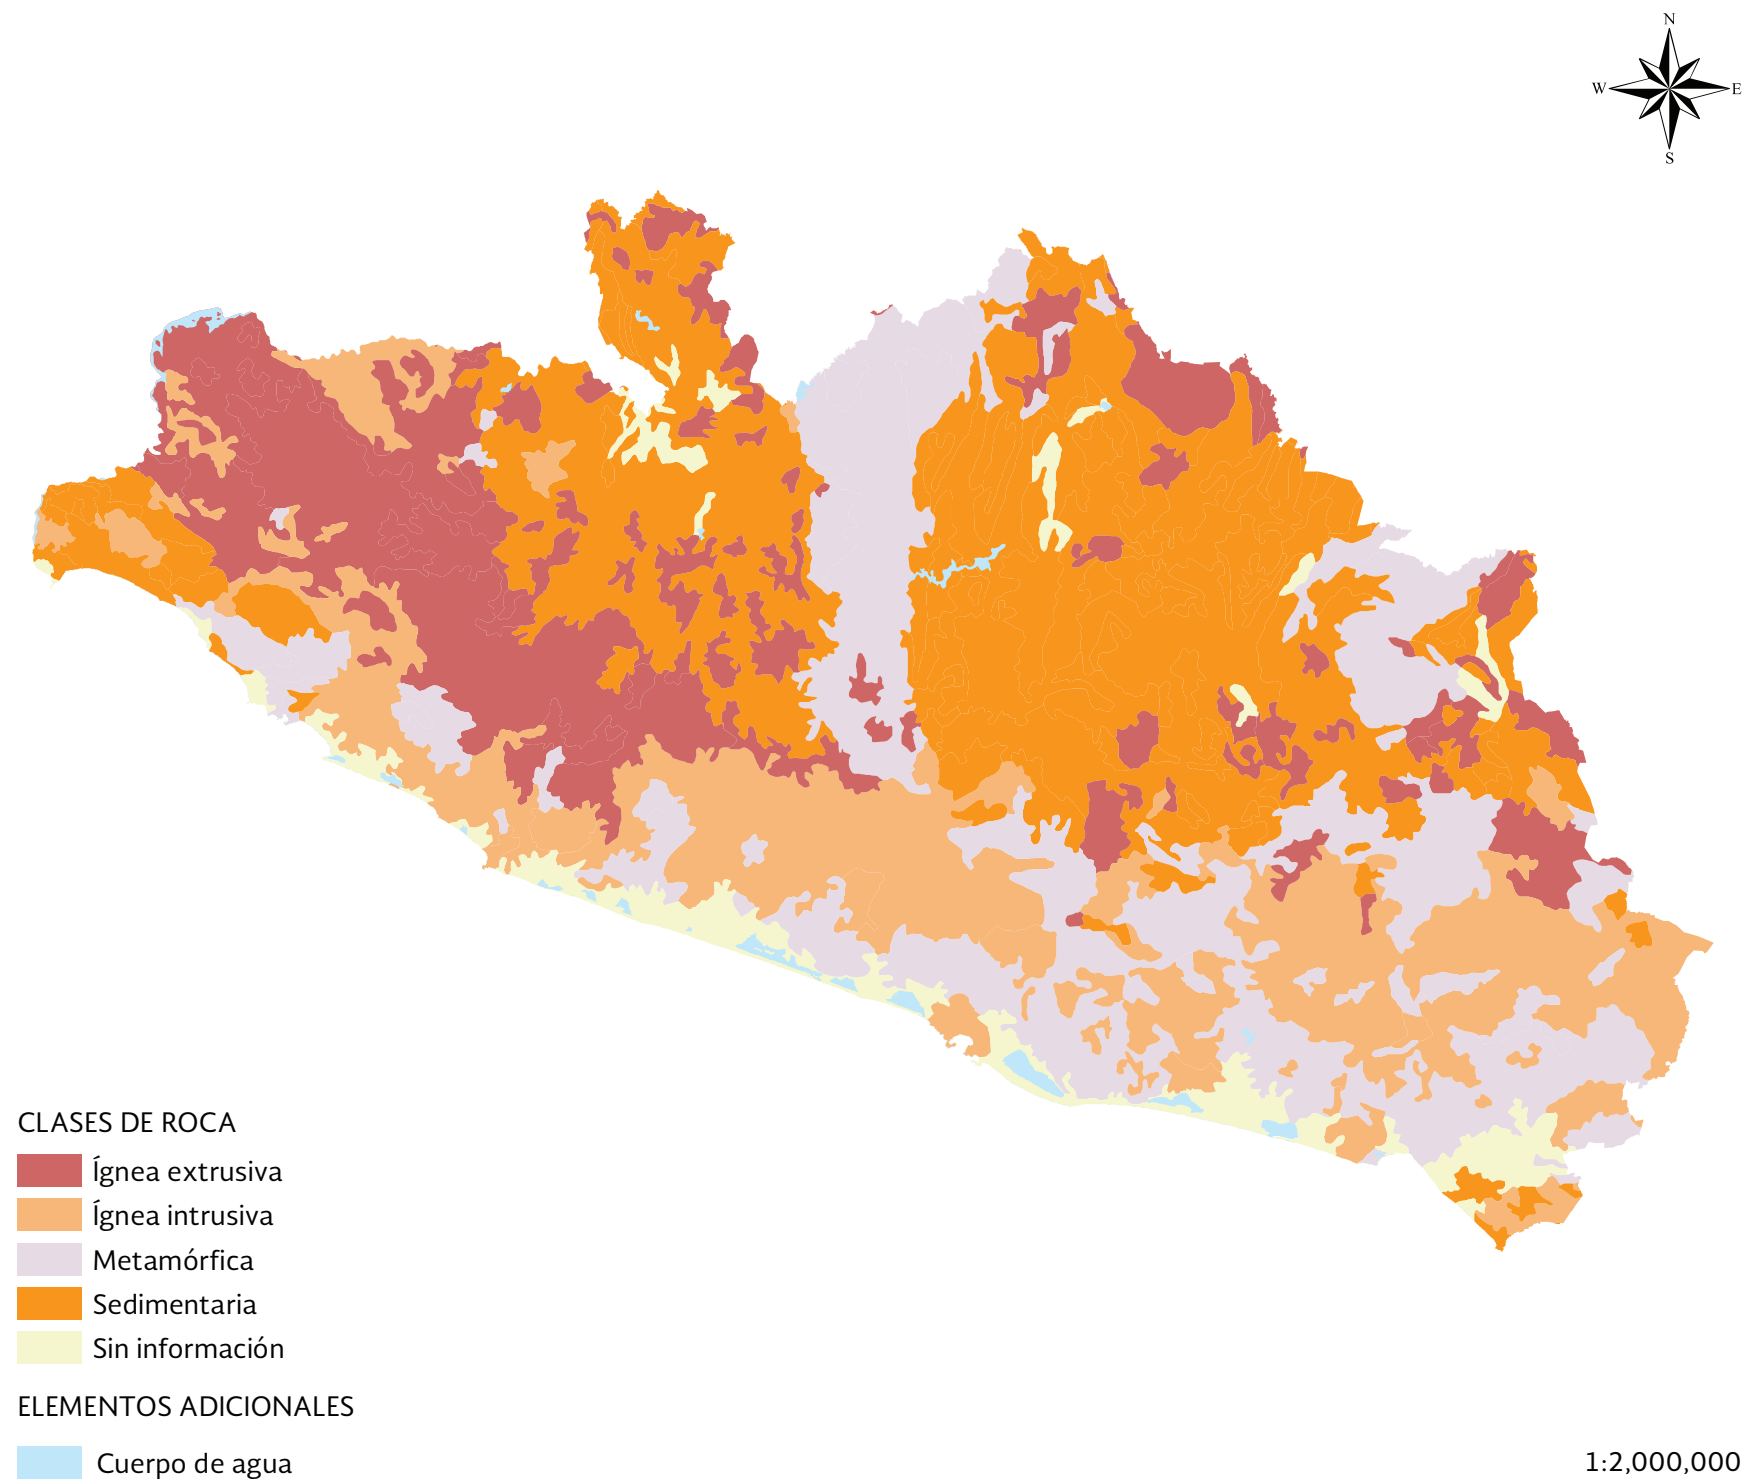 N
W E
S
CLASES DE ROCA
Ígnea extrusiva
Ígnea intrusiva
Metamórfica
Sedimentaria
Sin información
ELEMENTOS ADICIONALES
Cuerpo de agua
1:2,000,000